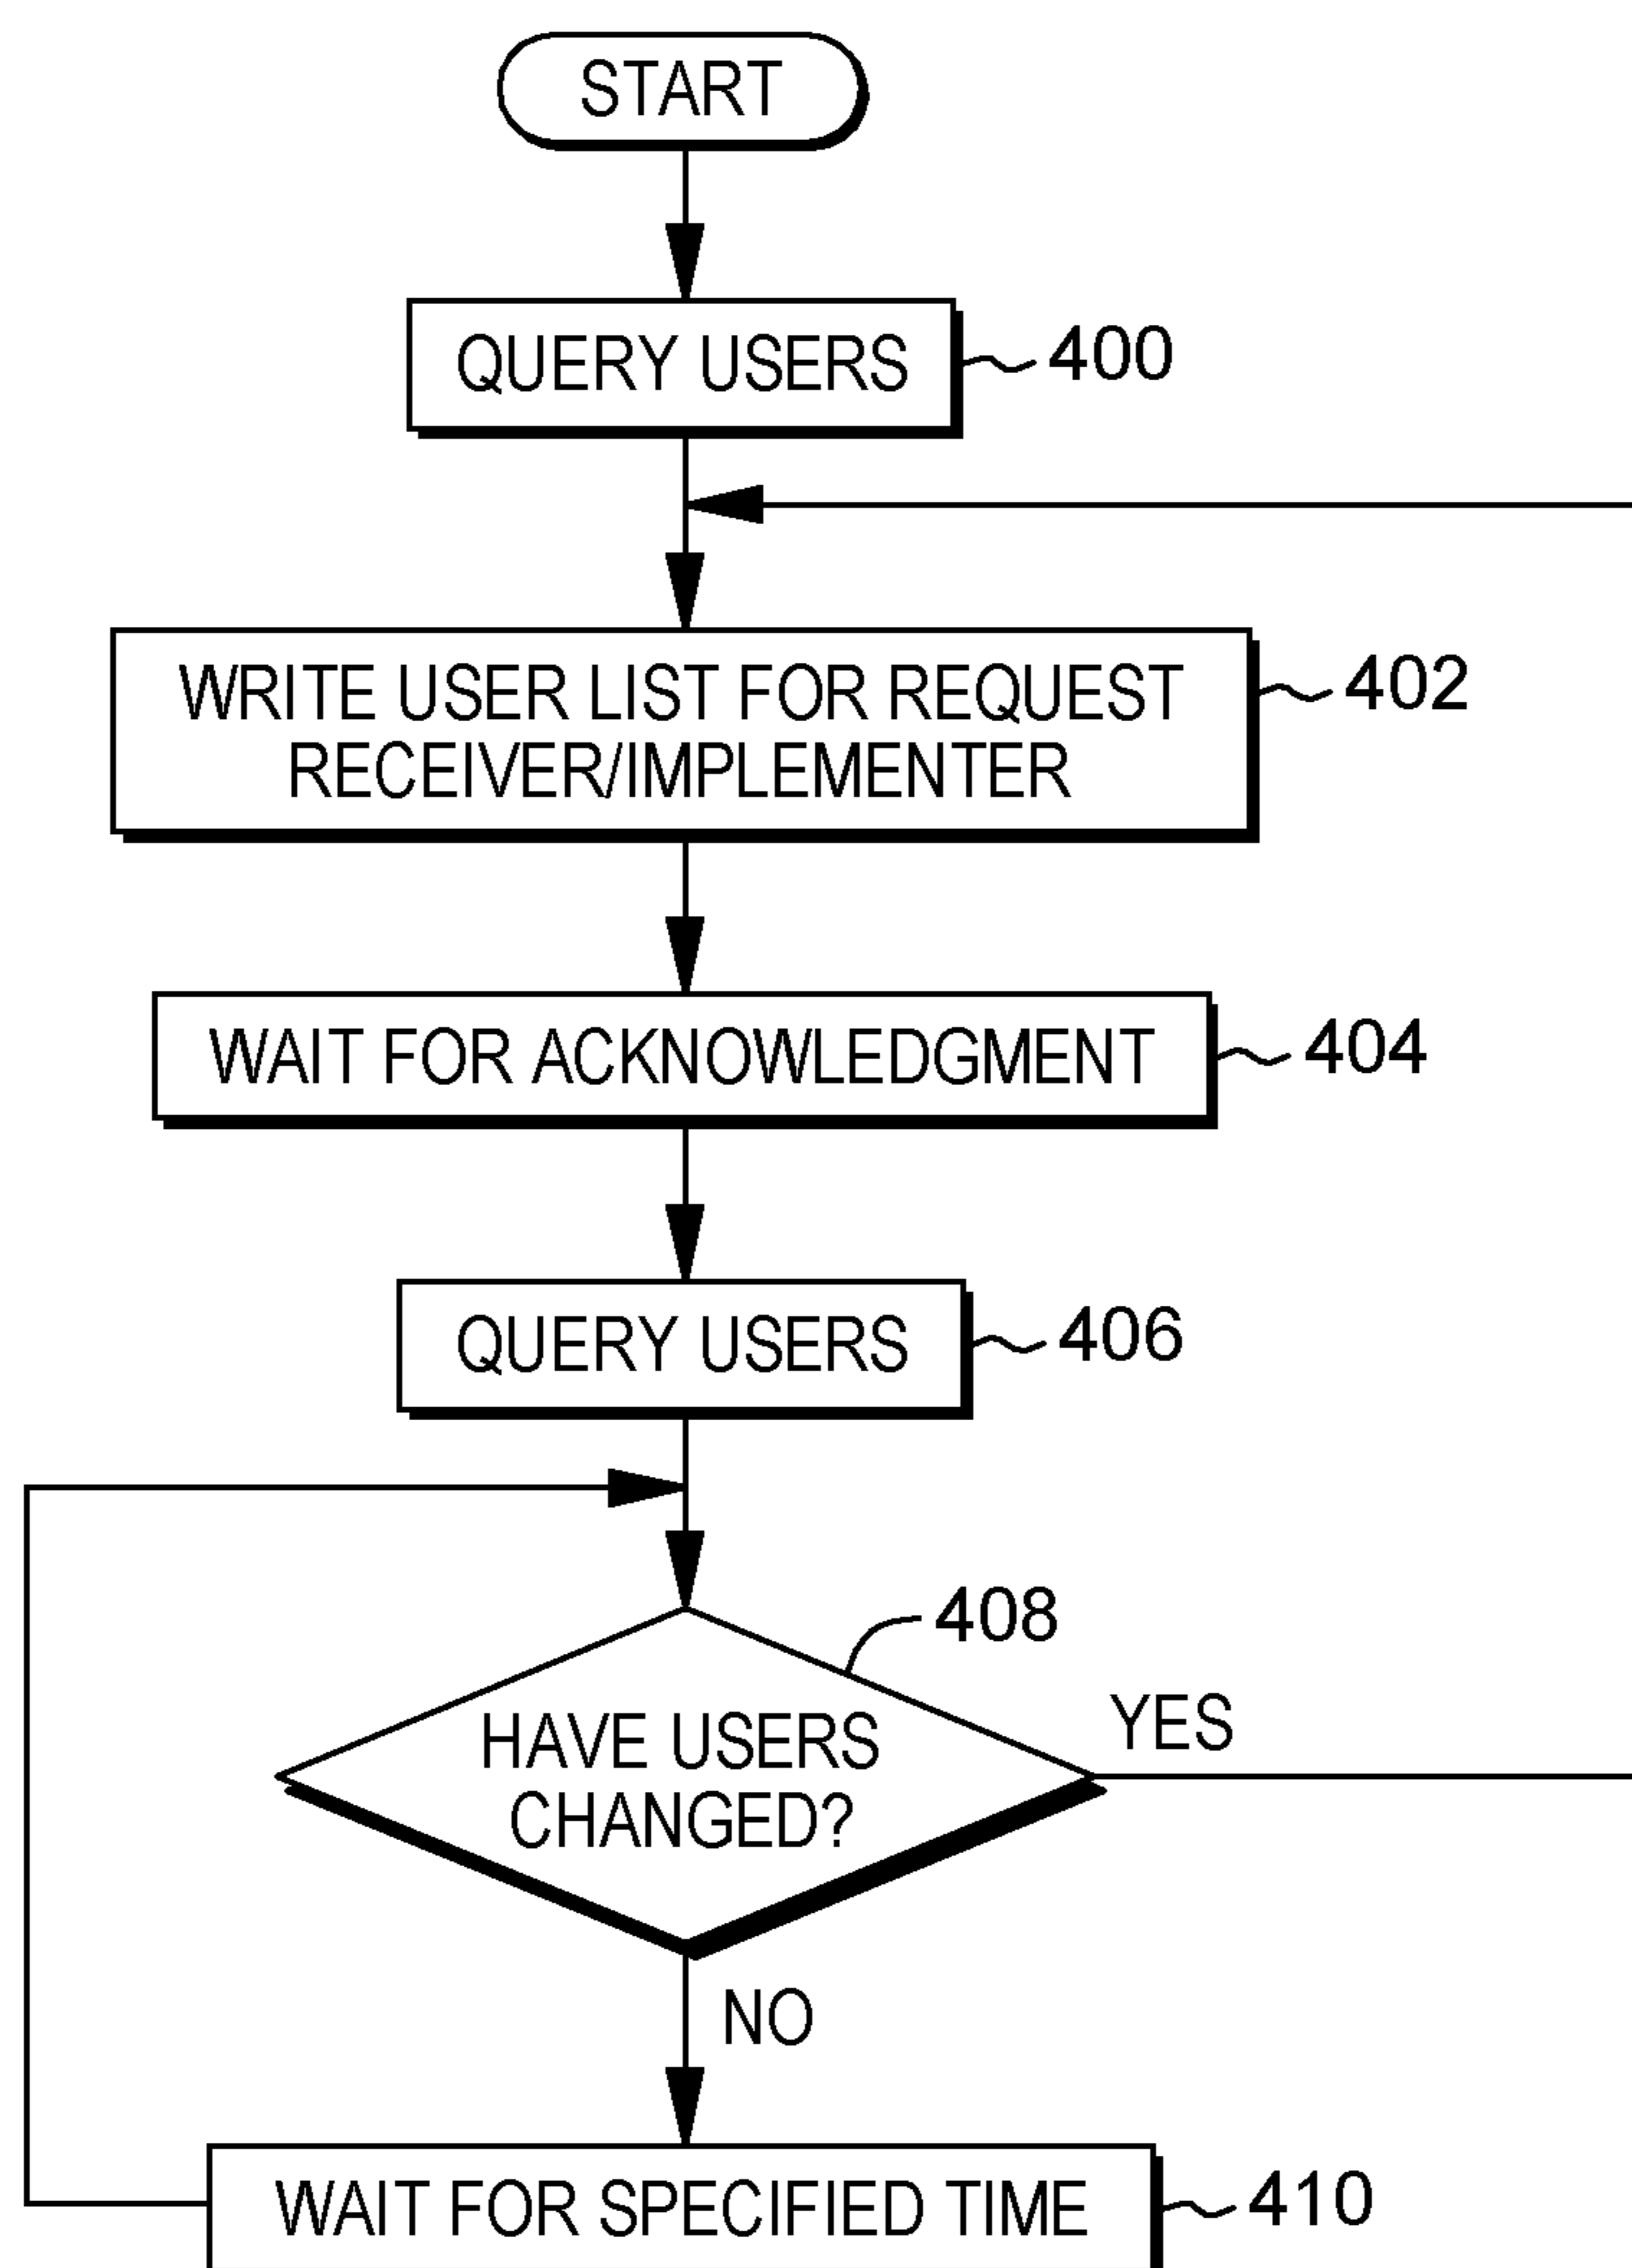 START
QUERY USERS
400
WRITE USER LIST FOR REQUEST
RECEIVER/IMPLEMENTER
402
WAIT FOR ACKNOWLEDGMENT
404
QUERY USERS
406
408
HAVE USERS
CHANGED?
YES
NO
WAIT FOR SPECIFIED TIME
410